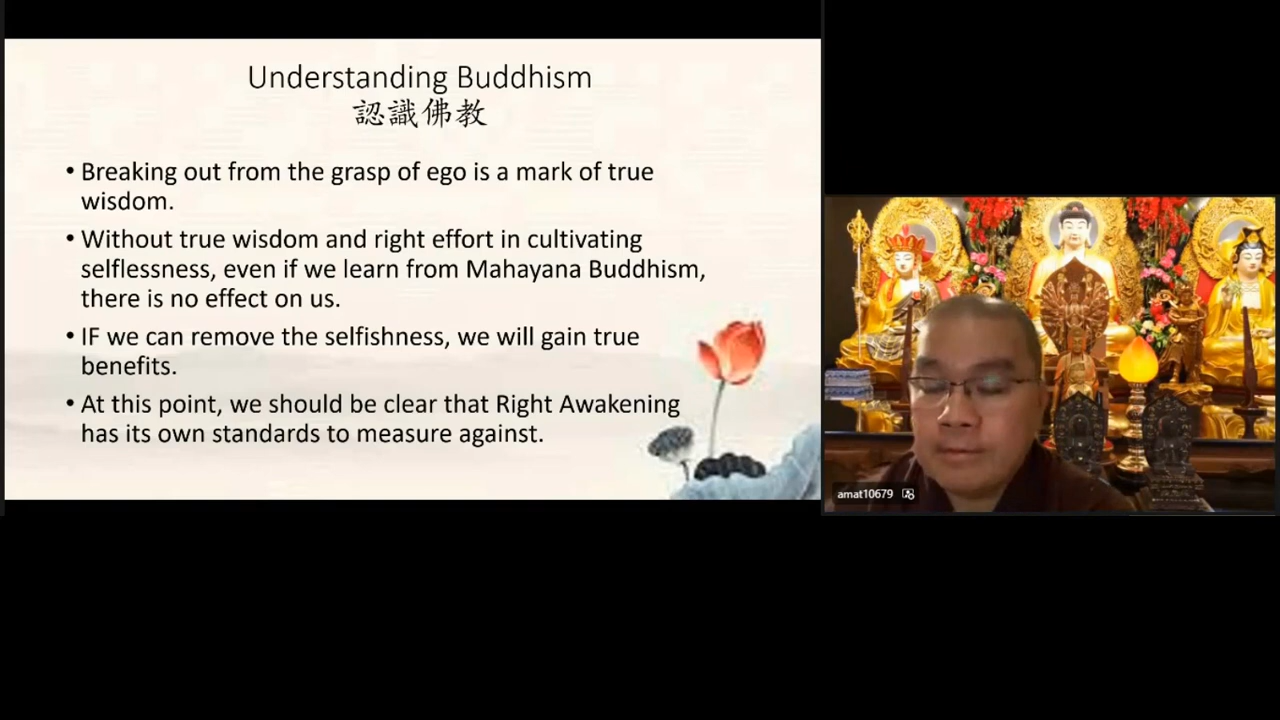 Understanding Buddhism
認識佛教
• Breaking out from the grasp of ego is a mark of true
wisdom.
• Without true wisdom and right effort in cultivating
selflessness, even if we learn from Mahayana Buddhism,
there is no effect on us.
• IF we can remove the selfishness, we will gain true
benefits.
• At this point, we should be clear that Right Awakening
has its own standards to measure against.
amat10679